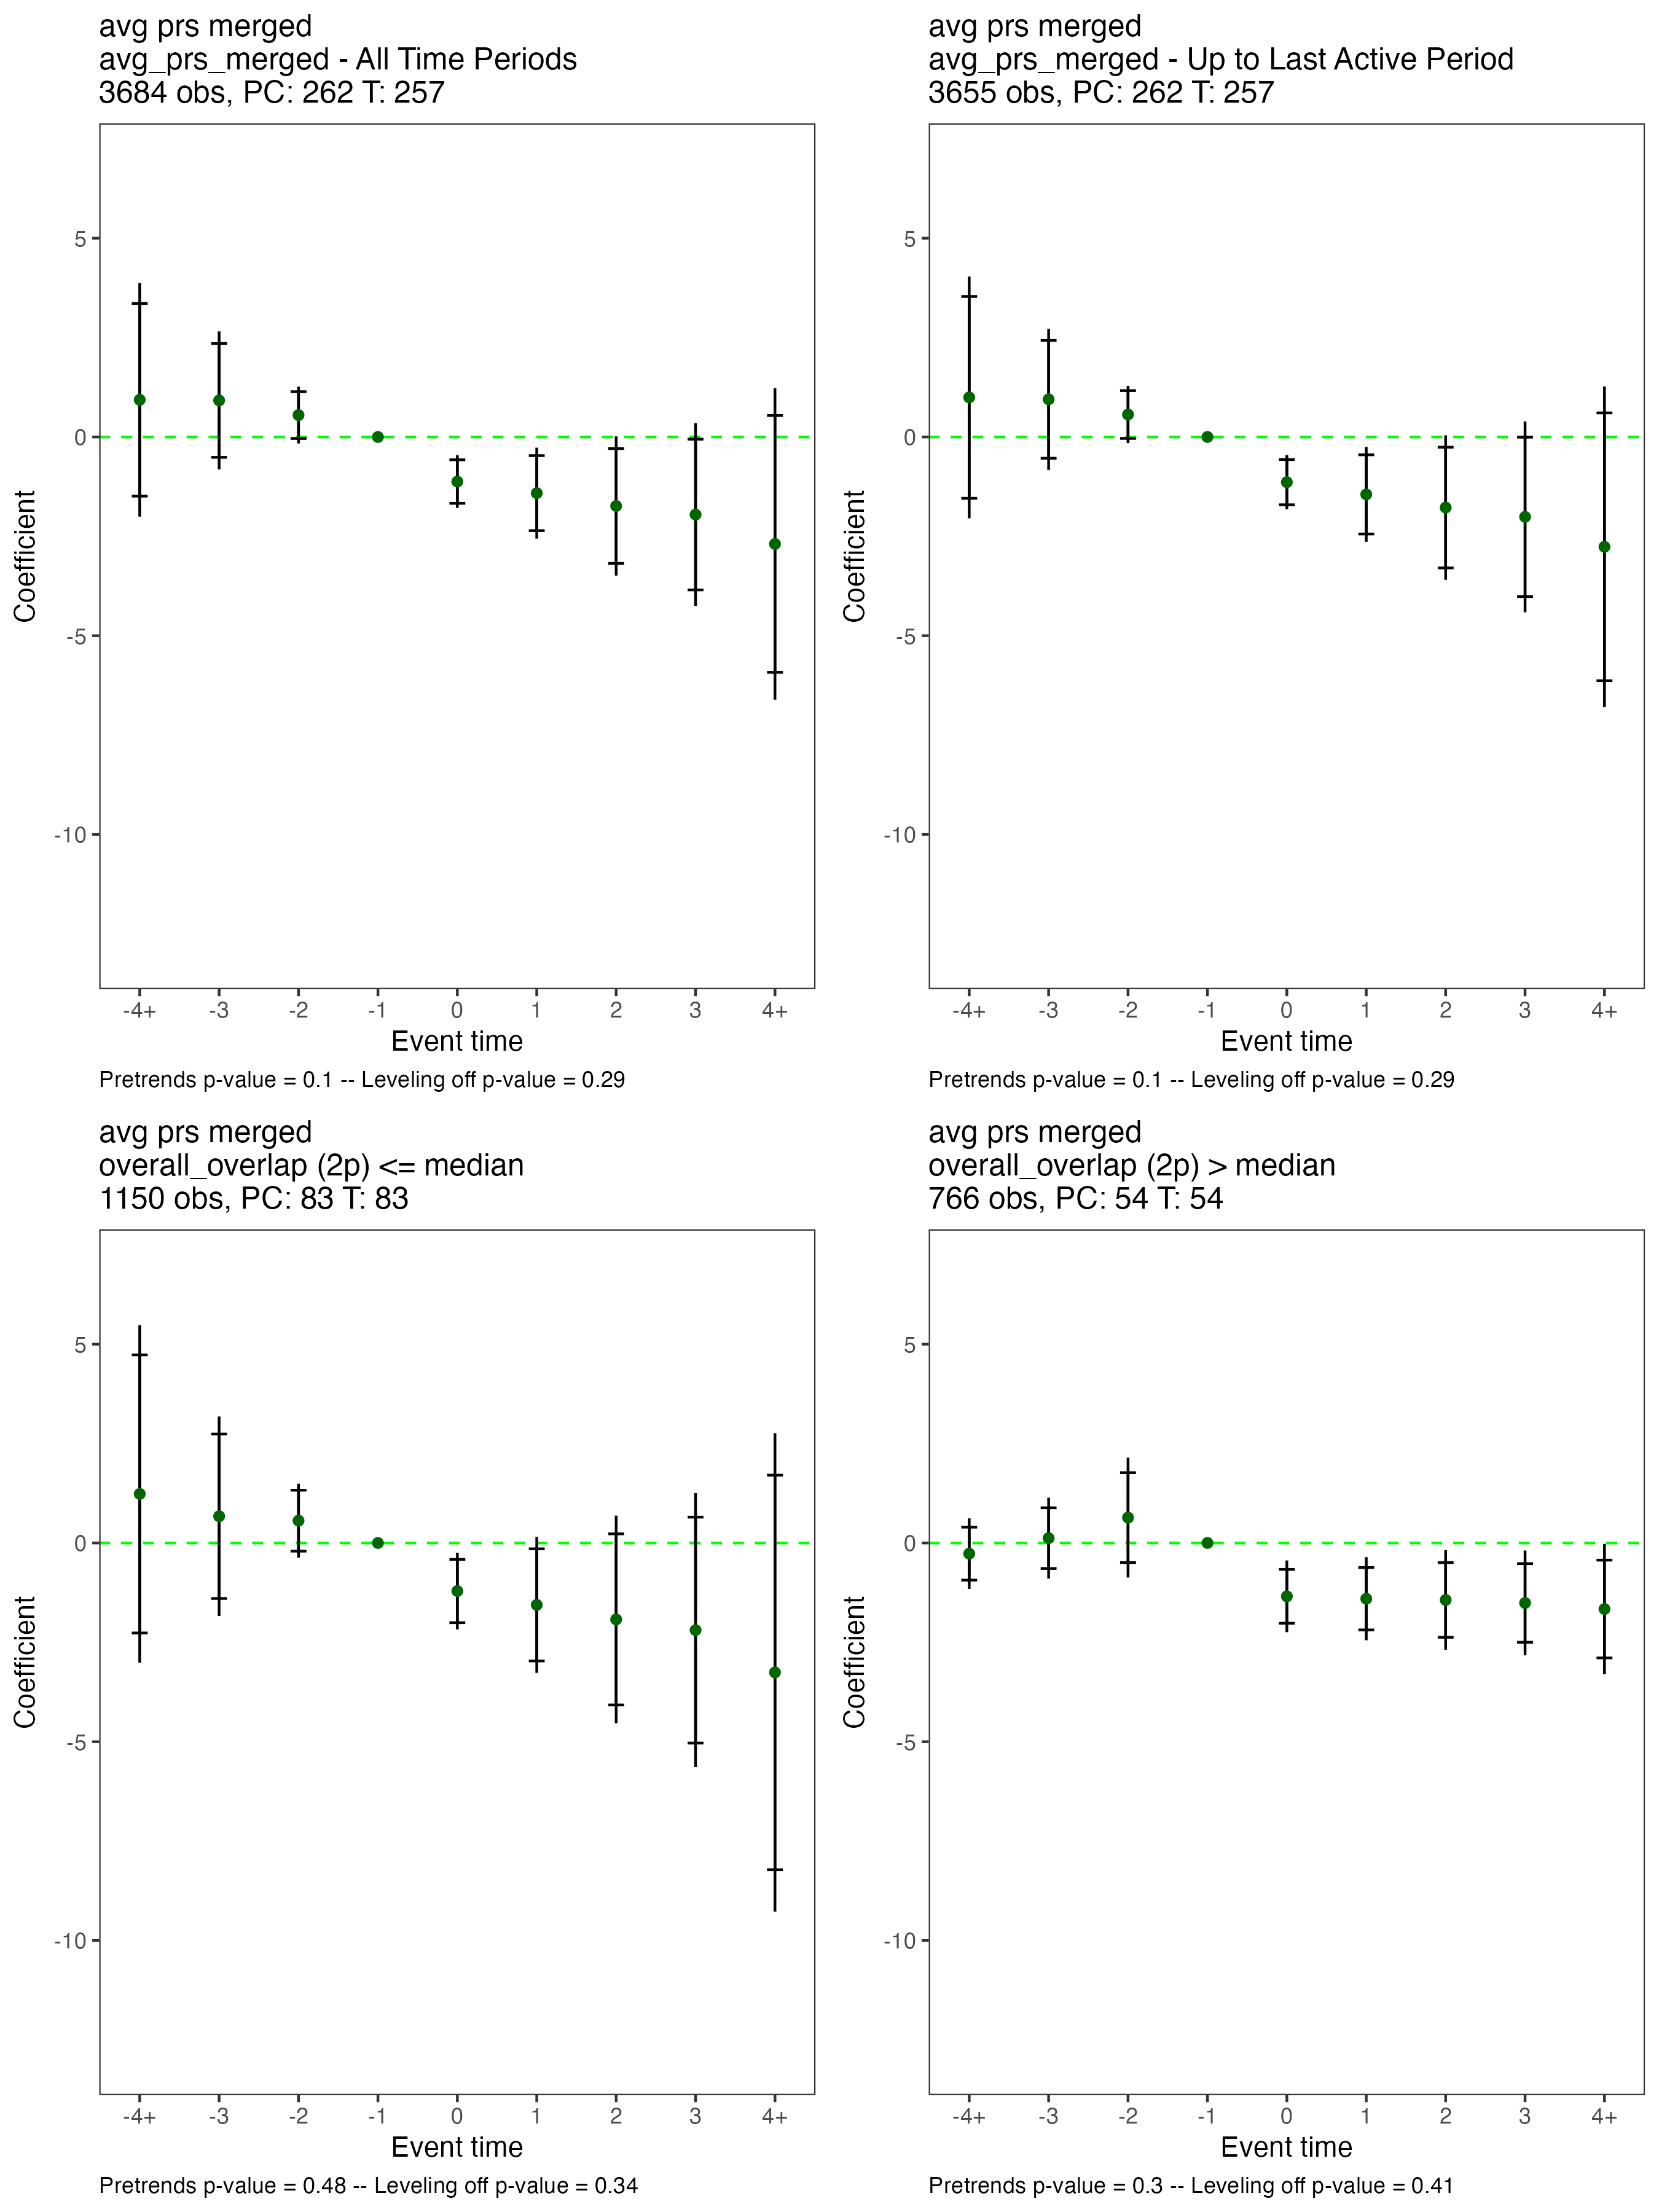 avg prs merged
avg_prs_merged - All Time Periods
3684 obs, PC: 262 T: 257
5
0
-5
-10
Coefficient
-4+ -3 -2 -1 0 1 2 3 4+
Event time
Pretrends p-value = 0.1 -- Leveling off p-value = 0.29
avg prs merged
avg_prs_merged - Up to Last Active Period
3655 obs, PC: 262 T: 257
5
0
-5
-10
Coefficient
-4+ -3 -2 -1 0 1 2 3 4+
Event time
Pretrends p-value = 0.1 -- Leveling off p-value = 0.29
avg prs merged
overall_overlap (2p) <= median
1150 obs, PC: 83 T: 83
5
0
-5
-10
Coefficient
-4+ -3 -2 -1 0 1 2 3 4+
Event time
Pretrends p-value = 0.48 -- Leveling off p-value = 0.34
avg prs merged
overall_overlap (2p) > median
766 obs, PC: 54 T: 54
5
0
-5
-10
Coefficient
-4+ -3 -2 -1 0 1 2 3 4+
Event time
Pretrends p-value = 0.3 -- Leveling off p-value = 0.41